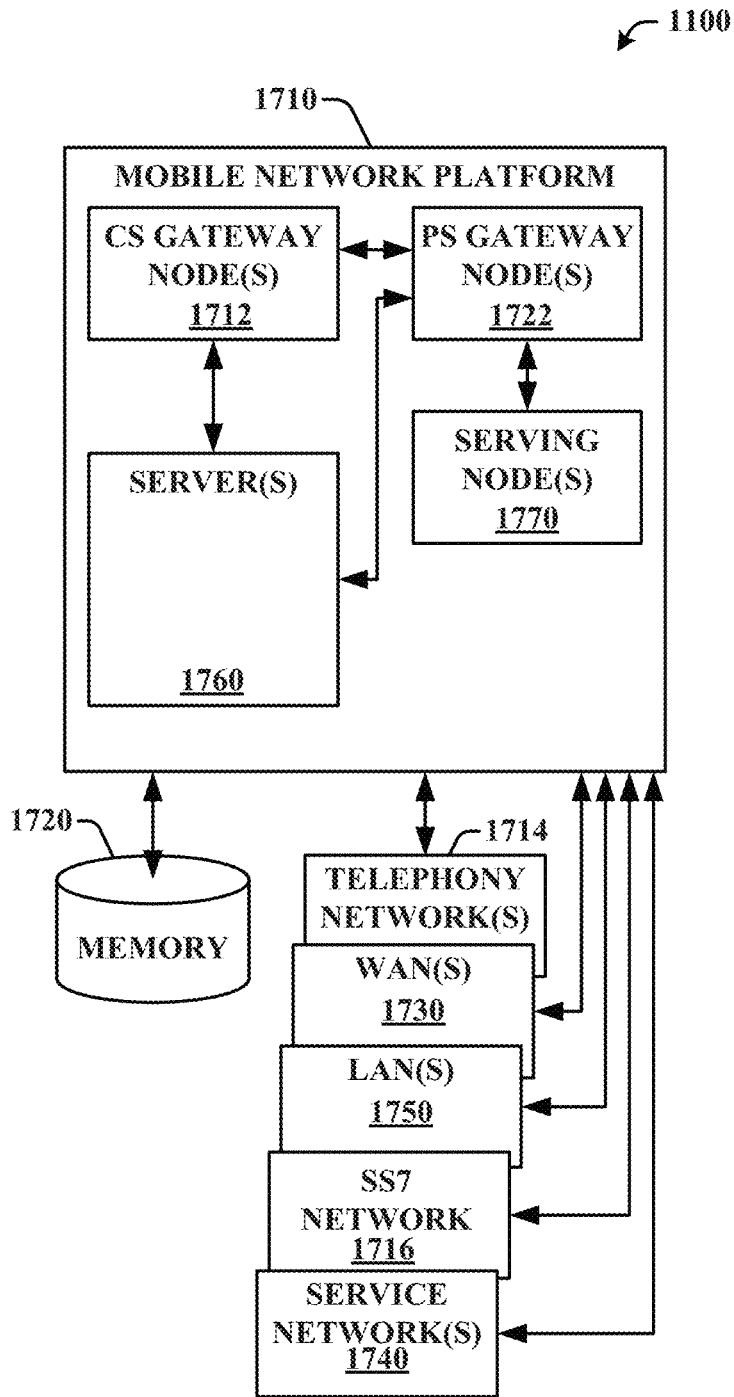 1100
1710
MOBILE NETWORK PLATFORM
CS GATEWAY
NODE(S)
1712
PS GATEWAY
NODE(S)
1722
SERVER(S)
1760
SERVING
NODE(S)
1770
1720
MEMORY
1714
TELEPHONY
NETWORK(S)
WAN(S)
1730
LAN(S)
1750
SS7
NETWORK
1716
SERVICE
NETWORK(S)
1740